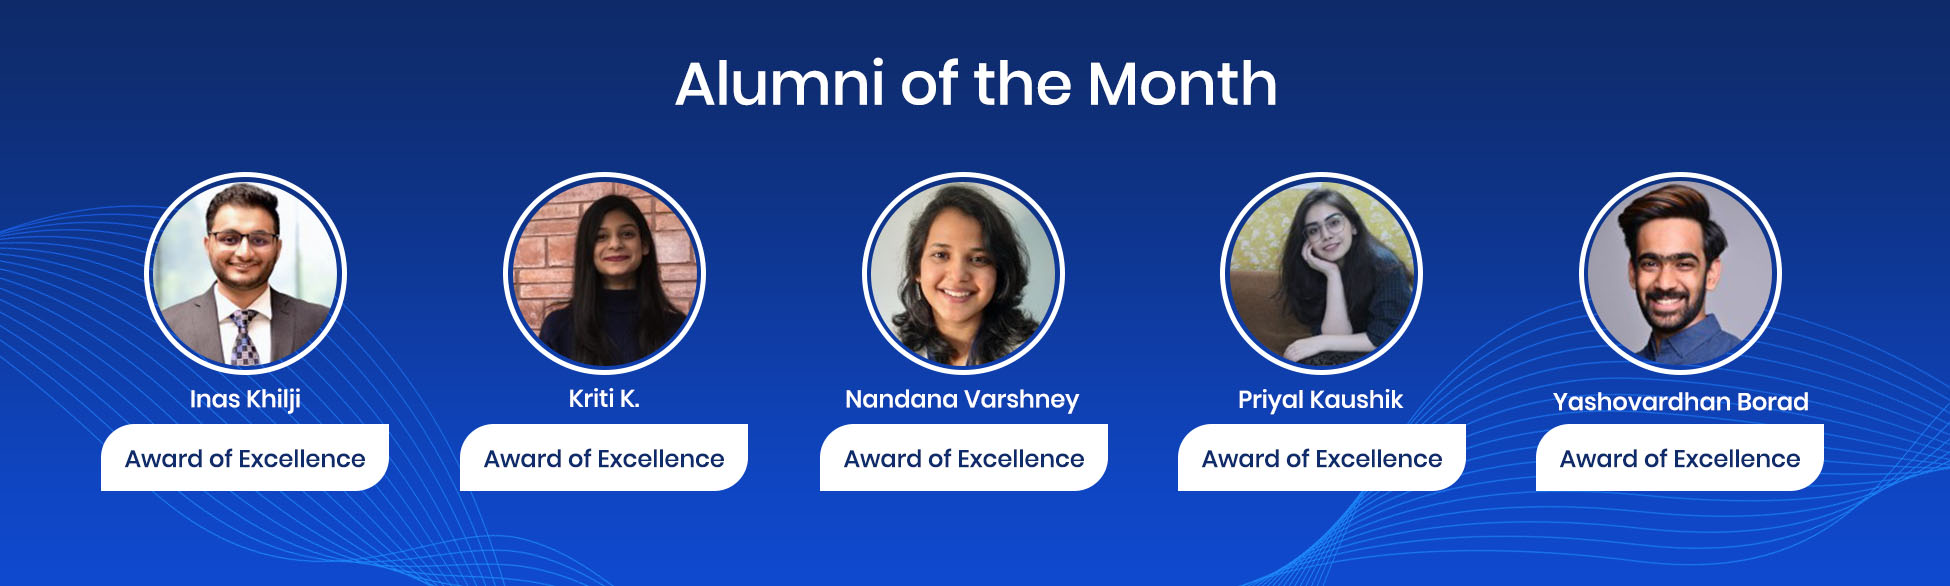 Alumni of the Month
Inas Khilji
Kriti K.
Nandana Varshney
Priyal Kaushik
Yashovardhan Borad
Award of Excellence
Award of Excellence
Award of Excellence
Award of Excellence
Award of Excellence